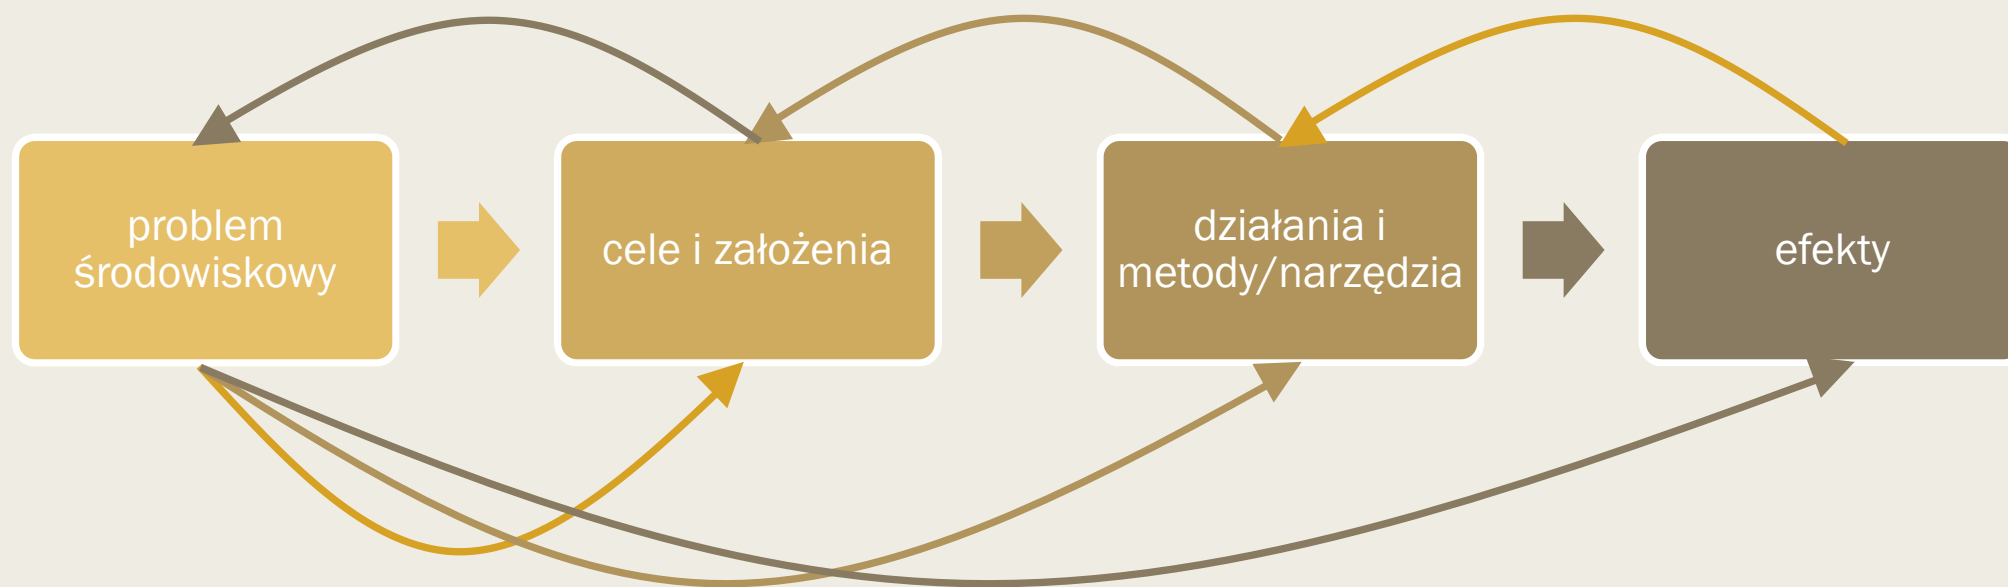 problem
środowiskowy
cele i założenia
działania i
metody/narzędzia
efekty